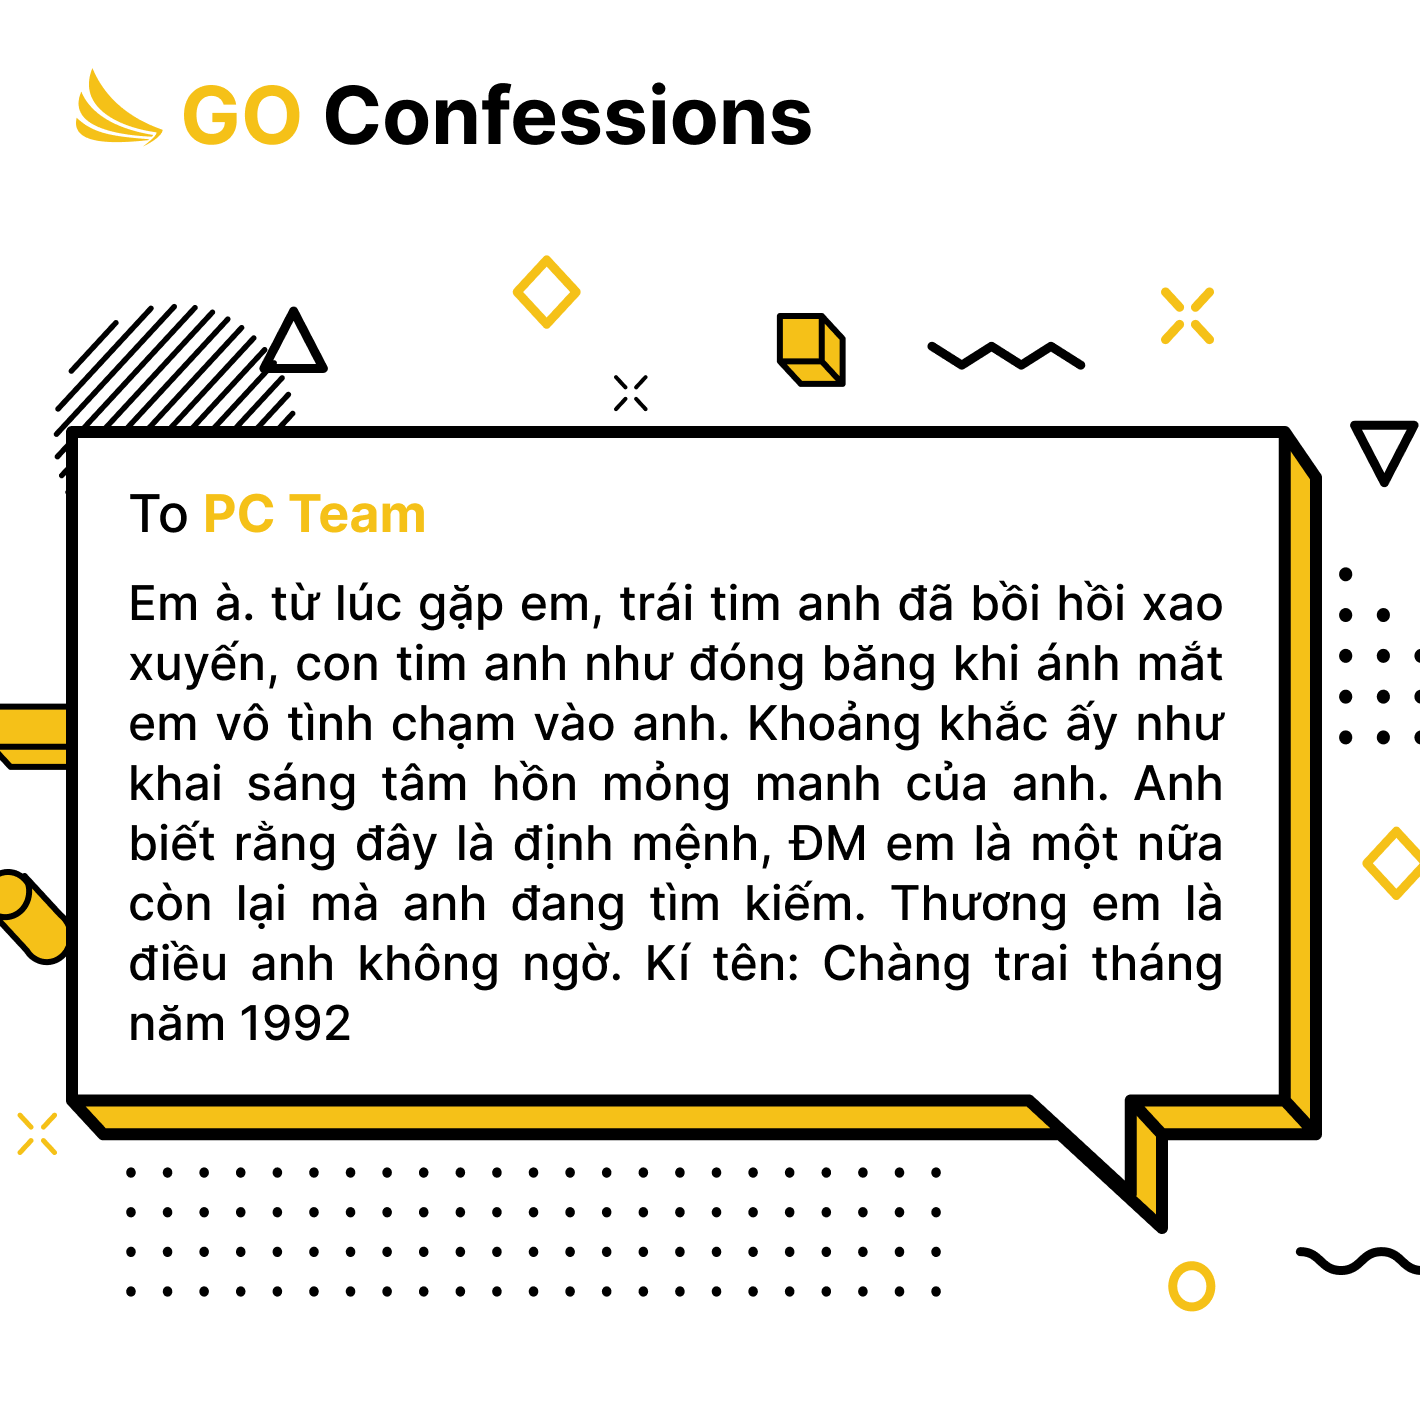 GO Confessions
To PC Team
Em à. từ lúc gặp em, trái tim anh đã bồi hồi xao
xuyến, con tim anh như đóng băng khi ánh mắt
em vô tình chạm vào anh. Khoảng khắc ấy như
khai sáng tâm hồn mỏng manh của anh. Anh
biết rằng đây là định mệnh, ĐM em là một nữa
còn lại mà anh đang tìm kiếm. Thương em là
điều anh không ngờ. Kí tên: Chàng trai tháng
năm 1992